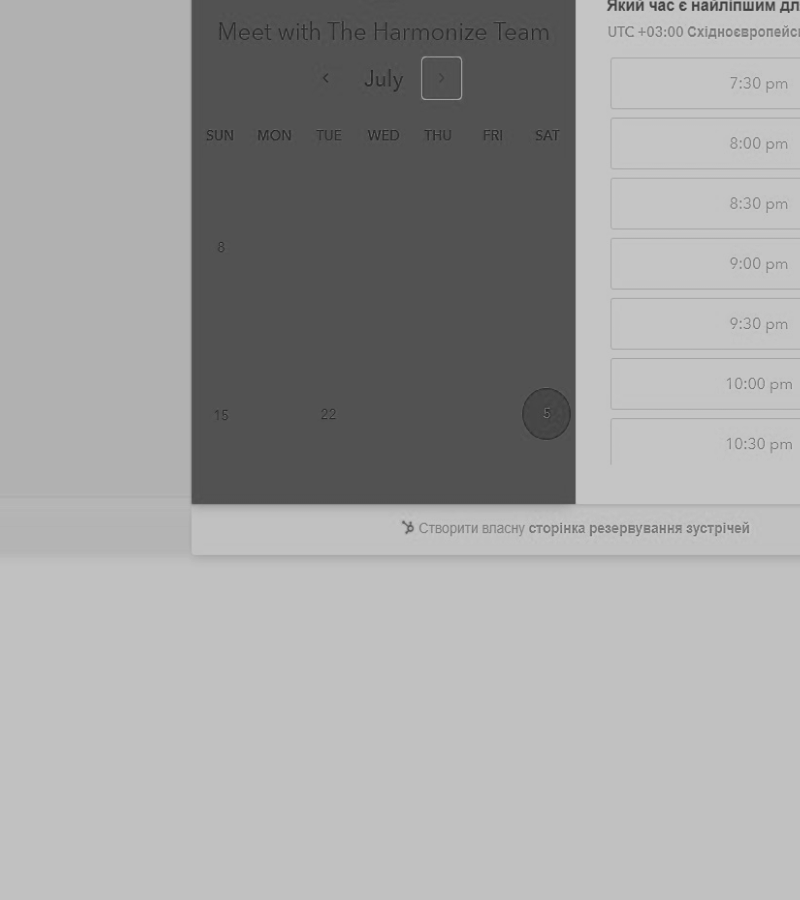 Meet with The Harmonize Team
July
SUN MON TUE WED THU FRI SAT
8
15 22 5
Який час є найліпшим
UTC +03:00
7:30 pm
8:00 pm
8:30 pm
9:00 pm
9:30 pm
10:00 pm
10:30 pm
Створити власну сторінка резервування зустрічей